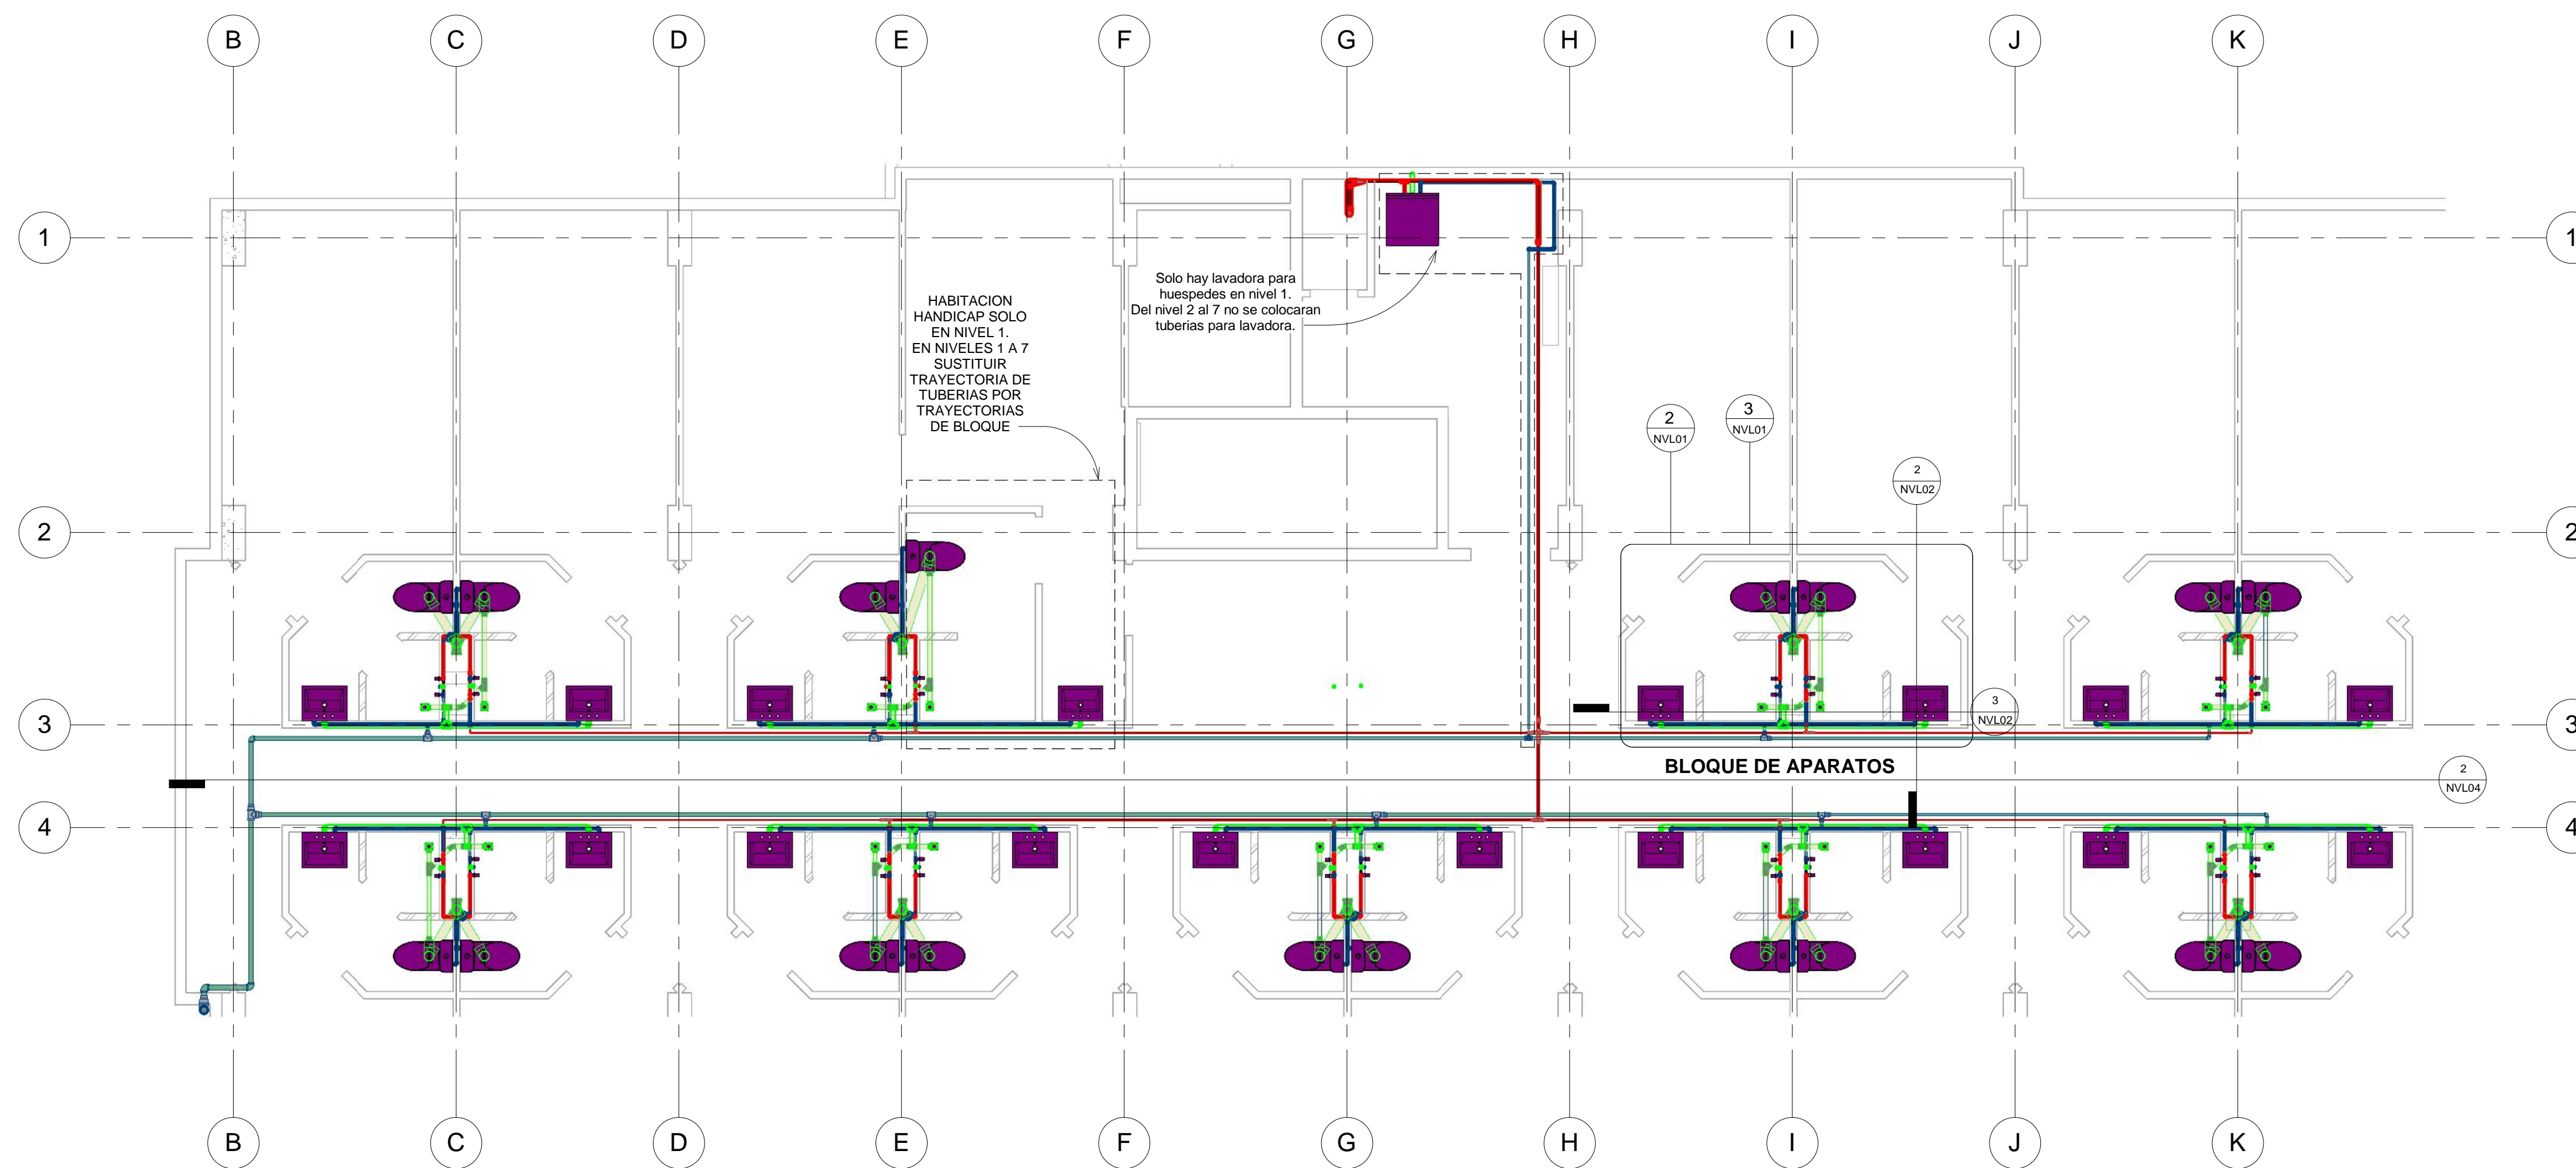 B
C
D
E
F
G
H
I
J
K
1
1
Solo hay lavadora para
huespedes en nivel 1.
Del nivel 2 al 7 no se colocaran
tuberias para lavadora.
HABITACION
HANDICAP SOLO
EN NIVEL 1.
EN NIVELES 1 A 7
SUSTITUIR
TRAYECTORIA DE
TUBERIAS POR
TRAYECTORIAS
DE BLOQUE
2
NVL01
3
NVL01
2
NVL02
2
2
3
3
NVL02
3
BLOQUE DE APARATOS
2
NVL04
4
4
B
C
D
E
F
G
H
I
J
K